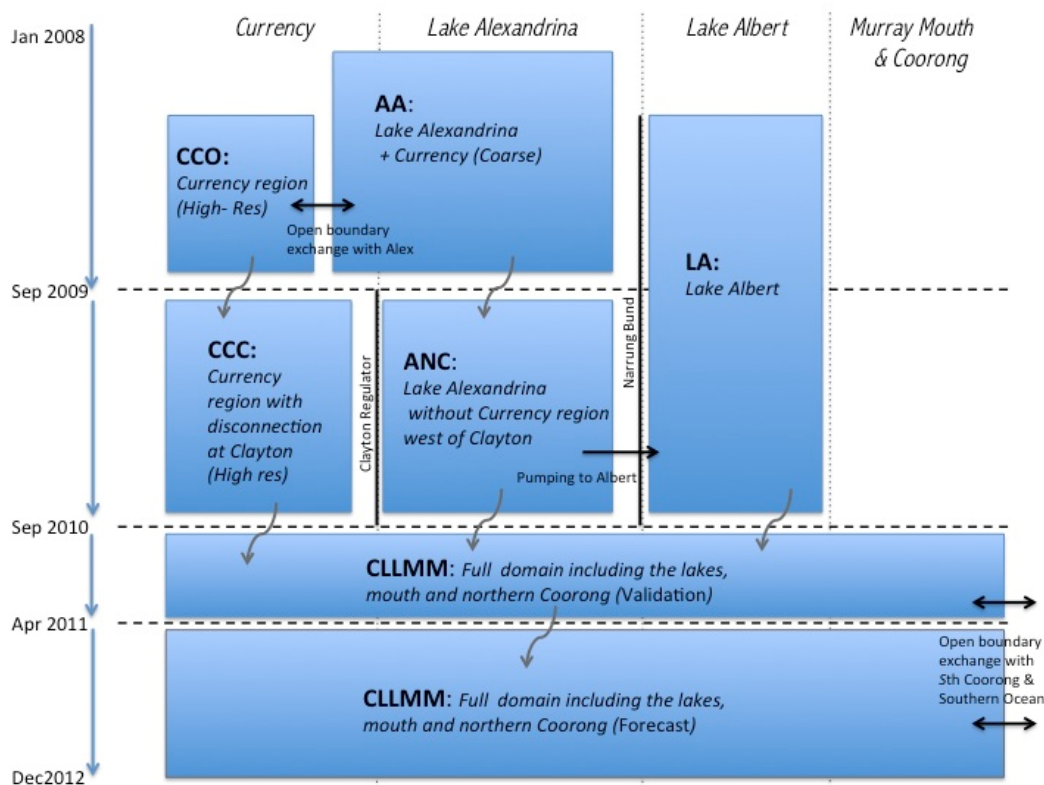 Currency
Lake Alexandrina
Lake Albert
Murray Mouth
& Coorong
Jan 2008
AA:
Lake Alexandrina
+ Currency (Coarse)
CCO:
Currency region
(High- Res)
Open boundary
exchange with Alex
LA:
Lake Albert
Sep 2009
Narrung Bund
Clayton Regulator
CCC:
Currency
region with
disconnection
at Clayton
(High res)
ANC:
Lake Alexandrina
without Currency region
west of Clayton
Pumping to Albert
Sep 2010
CLLMM: Full domain including the lakes,
mouth and northern Coorong (Validation)
Apr 2011
Open boundary
exchange with
Sth Coorong &
Southern Ocean
CLLMM: Full domain including the lakes,
mouth and northern Coorong (Forecast)
Dec2012